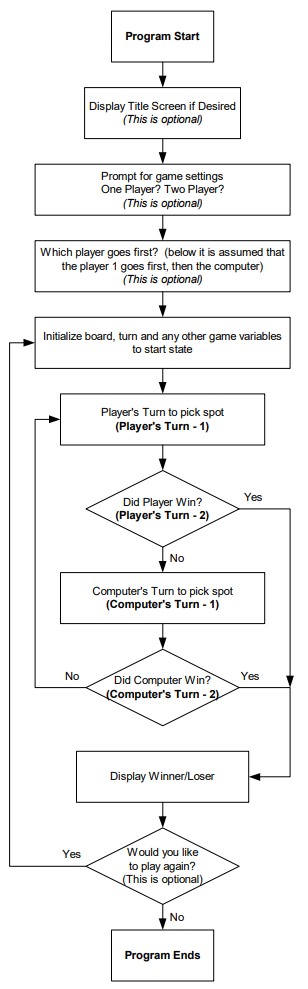 Program Start
Display Title Screen if Desired
(This is optional)
Prompt for game settings
One Player? Two Player?
(This is optional)
Which player goes first? (below it is assumed that
the player 1 goes first, then the computer)
(This is optional)
Initialize board, turn and any other game variables
to start state
Player's Turn to pick spot
(Player's Turn - 1)
Did Player Win?
(Player's Turn - 2)
Yes
No
Computer's Turn to pick spot
(Computer's Turn - 1)
No
Did Computer Win?
(Computer's Turn - 2)
Yes
Display Winner/Loser
Yes
Would you like
to play again?
(This is optional)
No
Program Ends